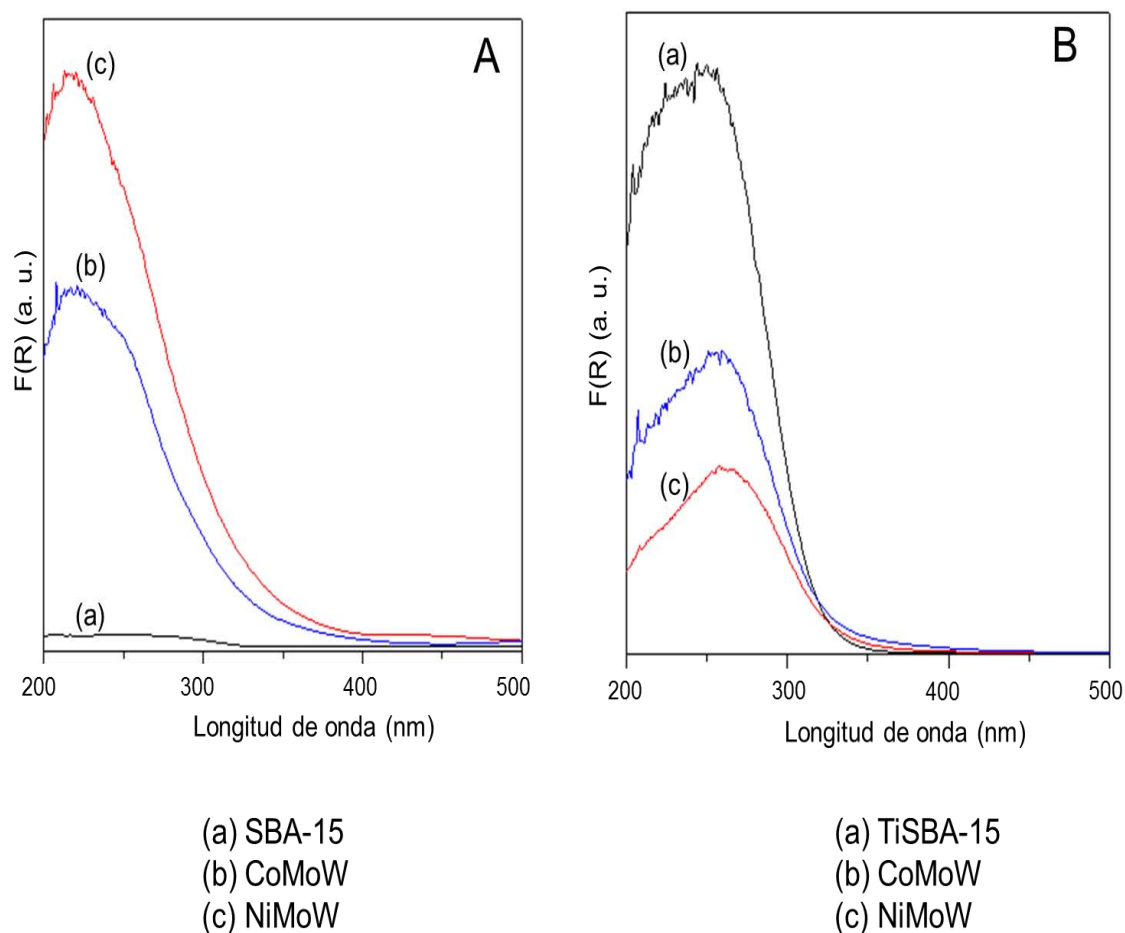 A
(c)
(b)
(a)
F(R) (a. u.)
200 300 400 500
Longitud de onda (nm)
(a) SBA-15
(b) CoMoW
(c) NiMoW
B
(a)
(b)
(c)
F(R) (a. u.)
200 300 400 500
Longitud de onda (nm)
(a) TiSBA-15
(b) CoMoW
(c) NiMoW